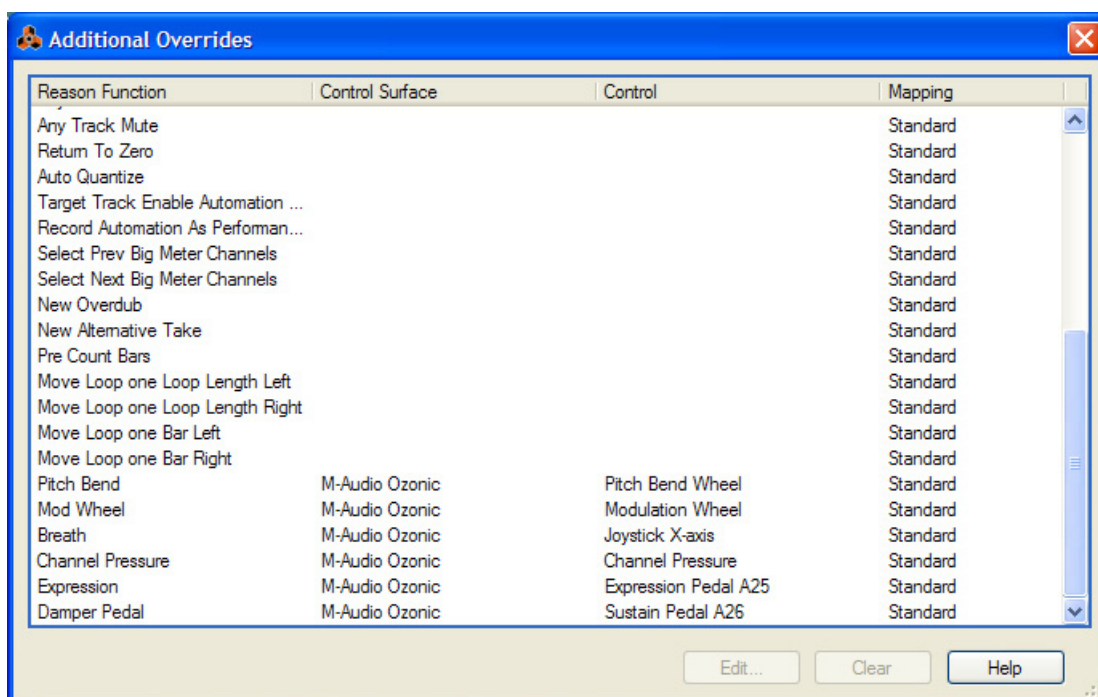 Additional Overrides
Reason Function Control Surface Control Mapping
Any Track Mute Standard
Return To Zero Standard
Auto Quantize Standard
Target Track Enable Automation ... Standard
Record Automation As Performan... Standard
Select Prev Big Meter Channels Standard
Select Next Big Meter Channels Standard
New Overdub Standard
New Alternative Take Standard
Pre Count Bars Standard
Move Loop one Loop Length Left Standard
Move Loop one Loop Length Right Standard
Move Loop one Bar Left Standard
Move Loop one Bar Right Standard
Pitch Bend M-Audio Ozonic Pitch Bend Wheel Standard
Mod Wheel M-Audio Ozonic Modulation Wheel Standard
Breath M-Audio Ozonic Joystick X-axis Standard
Channel Pressure M-Audio Ozonic Channel Pressure Standard
Expression M-Audio Ozonic Expression Pedal A25 Standard
Damper Pedal M-Audio Ozonic Sustain Pedal A26 Standard
Edit... Clear Help